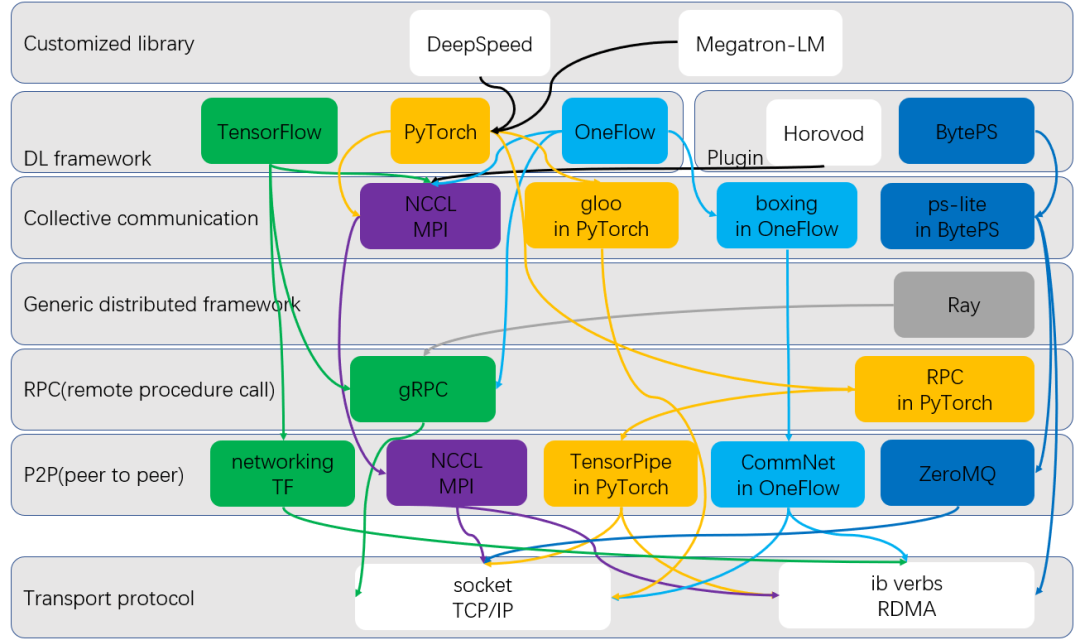 Customized library
DeepSpeed
Megatron-LM
TensorFlow
PyTorch
OneFlow
Horovod
BytePS
DL framework
Plugin
Collective communication
NCCL
MPI
gloo
in PyTorch
boxing
in OneFlow
ps-lite
in BytePS
Generic distributed framework
Ray
RPC(remote procedure call)
gRPC
RPC
in PyTorch
P2P(peer to peer)
networking
TF
NCCL
MPI
TensorPipe
in PyTorch
CommNet
in OneFlow
ZeroMQ
Transport protocol
socket
TCP/IP
ib verbs
RDMA